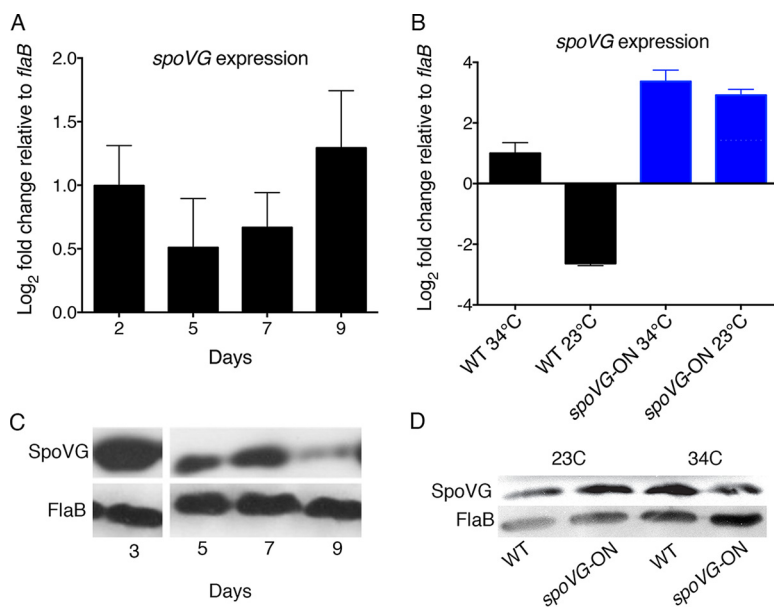 A
spoVG expression
Log2 fold change relative to flaB
2.0
1.5
1.0
0.5
0.0
2 5 7 9
Days
B
spoVG expression
Log2 fold change relative to flaB
4
2
0
-2
-4
WT 34°C
WT 23°C
spoVG-ON 34°C
spoVG-ON 23°C
C
SpoVG
FlaB
3 5 7 9
Days
D
23C 34C
SpoVG
FlaB
WT
spoVG-ON
WT
spoVG-ON